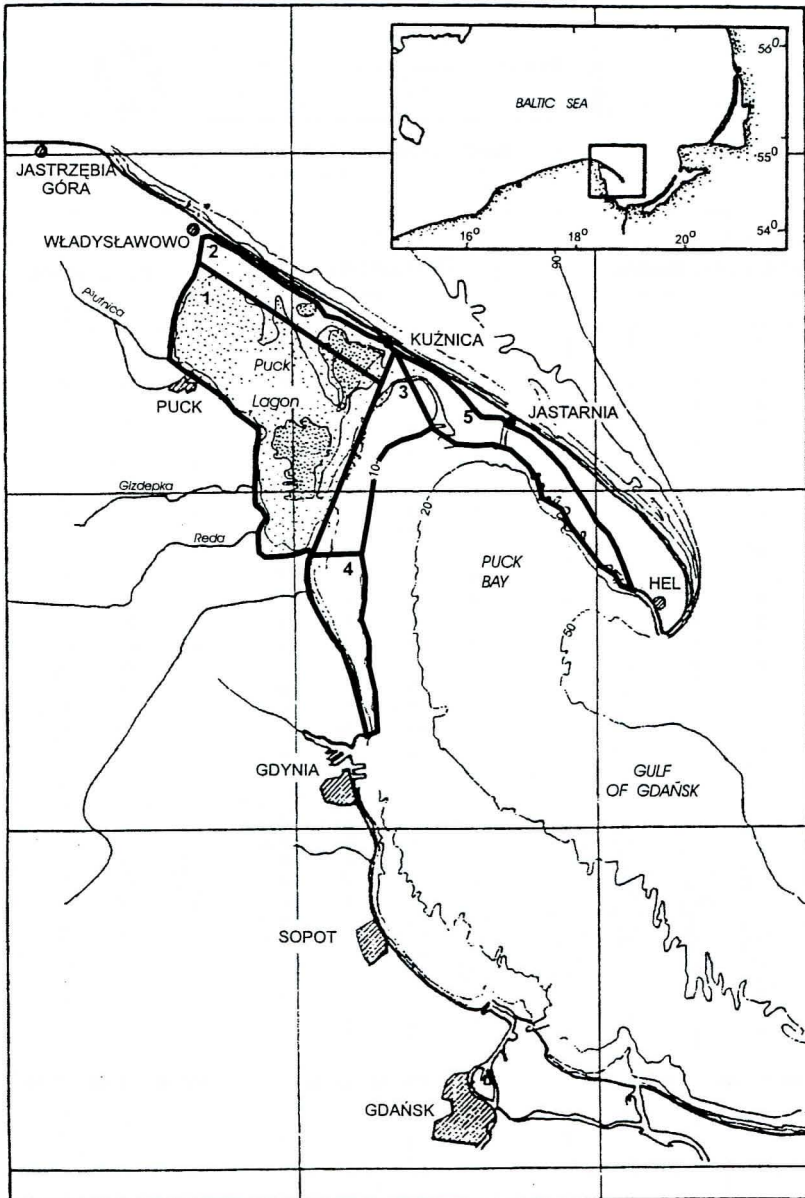 56°
BALTIC SEA
55°
54°
16°
18°
20°
JASTRZĘBIA
GÓRA
WŁADYSŁAWOWO
2
1
Płutnica
90
KUŹNICA
Puck
Lagon
PUCK
3
5
JASTARNIA
10
20
Gizdepka
Reda
PUCK
BAY
4
HEL
50
GDYNIA
GULF
OF GDAŃSK
SOPOT
GDAŃSK